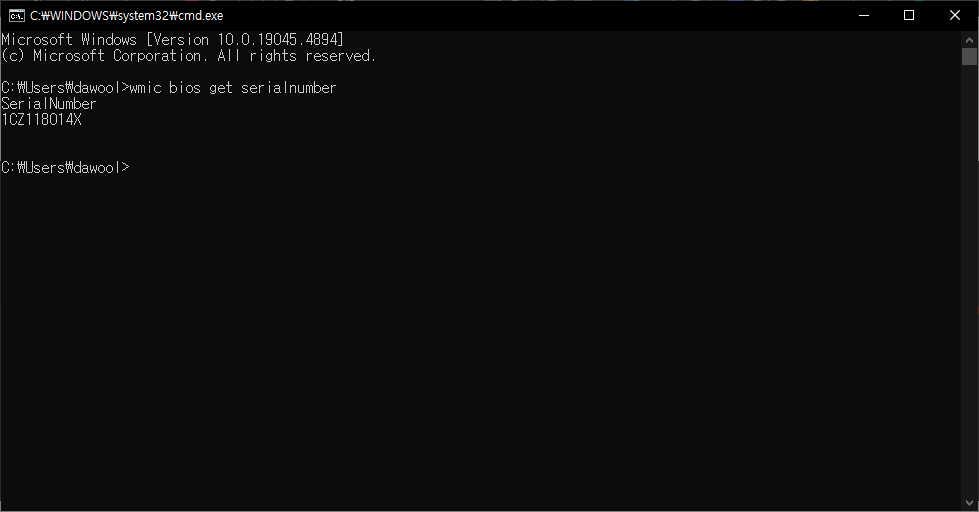 C:₩WINDOWS₩system32₩cmd.exe
Microsoft Windows [Version 10.0.19045.4894]
(c) Microsoft Corporation. All rights reserved.
C:₩Users₩dawool>wmic bios get serialnumber
SerialNumber
1CZ118014X
C:₩Users₩dawool>